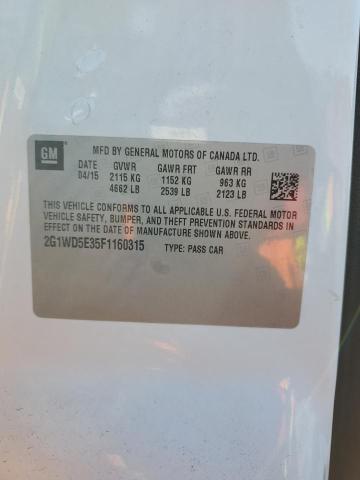 GM
MFD BY GENERAL MOTORS OF CANADA LTD.
DATE GVWR GAWR FRT GAWR RR
04/15 2115 KG 1152 KG 963 KG
4662 LB 2539 LB 2123 LB
THIS VEHICLE CONFORMS TO ALL APPLICABLE U.S. FEDERAL MOTOR
VEHICLE SAFETY, BUMPER, AND THEFT PREVENTION STANDARDS IN
EFFECT ON THE DATE OF MANUFACTURE SHOWN ABOVE.
2G1WD5E35F1160315 TYPE: PASS CAR